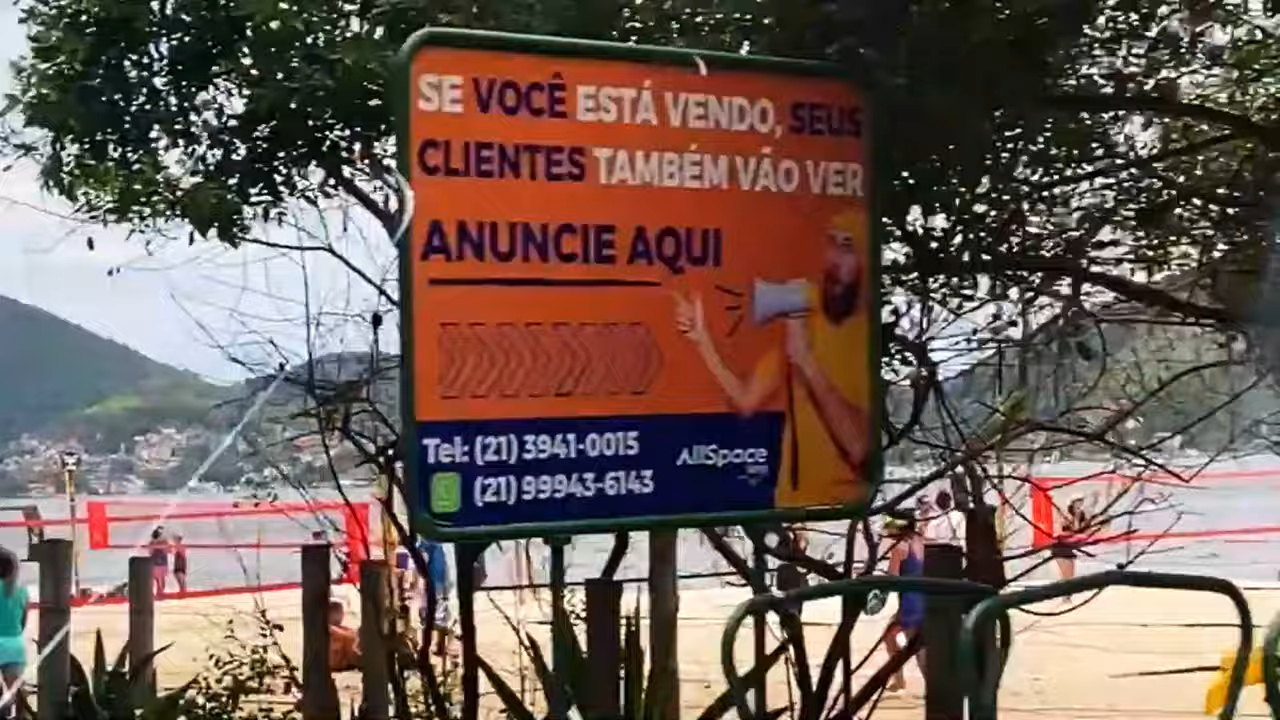 SE VOCÊ ESTÁ VENDO, SEUS
CLIENTES TAMBÉM VÃO VER
ANUNCIE AQUI
Tel: (21) 3941-0015
(21) 99943-6143
AllSpace